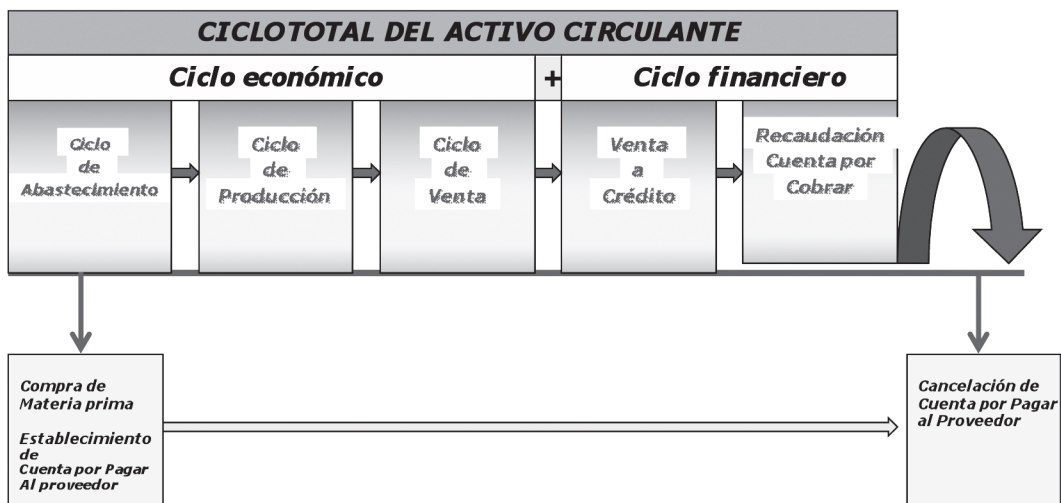 CICLOTOTAL DEL ACTIVO CIRCULANTE
Ciclo económico
+
Ciclo financiero
Ciclo
de
Abastecimiento
Ciclo
de
Producción
Ciclo
de
Venta
Venta
a
Crédito
Recaudación
Cuenta por
Cobrar
Compra de
Materia prima
Establecimiento
de
Cuenta por Pagar
Al proveedor
Cancelación de
Cuenta por Pagar
al Proveedor